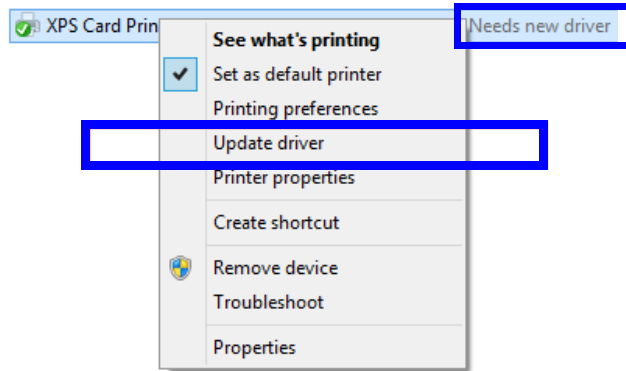 XPS Card Prin
Needs new driver
See what's printing
Set as default printer
Printing preferences
Update driver
Printer properties
Create shortcut
Remove device
Troubleshoot
Properties